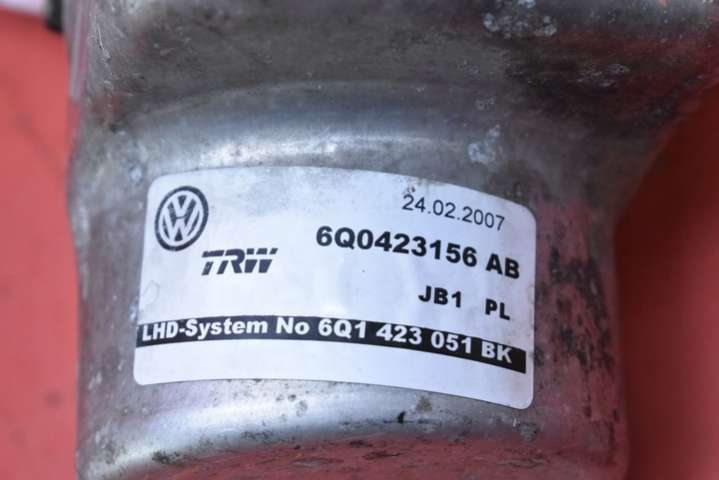 24.02.2007
6Q0423156 AB
TRW
JB1 PL
LHD-System No 6Q1 423 051 BK